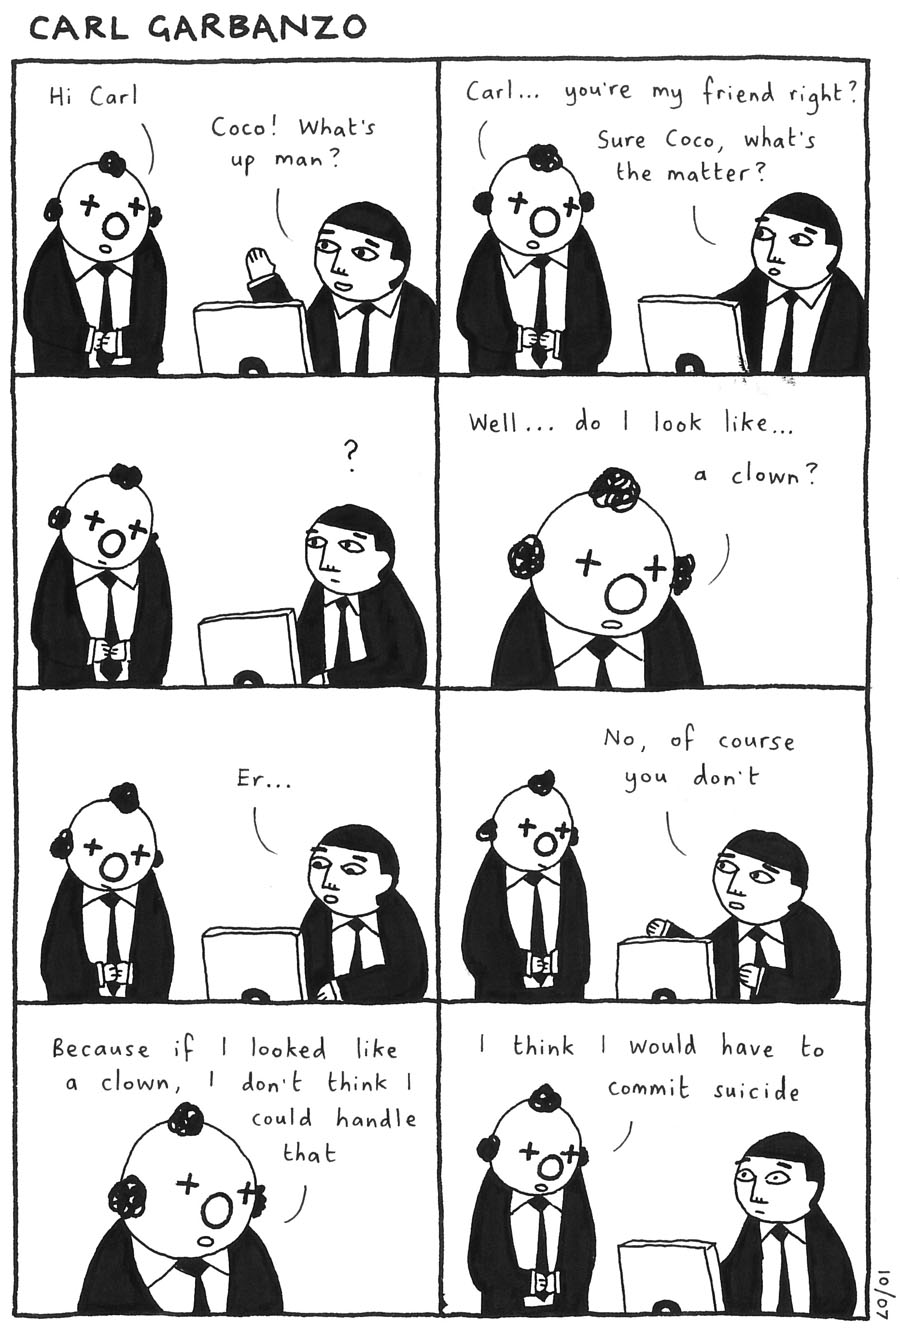 CARL GARBANZO
Hi Carl
Coco! What's
up man?
Carl... you're my friend right?
Sure Coco, what's
the matter?
?
Well... do I look like...
a clown?
Er...
No, of course
you don't
Because if I looked like
a clown, I don't think I
could handle
that
I think I would have to
commit suicide
10/07